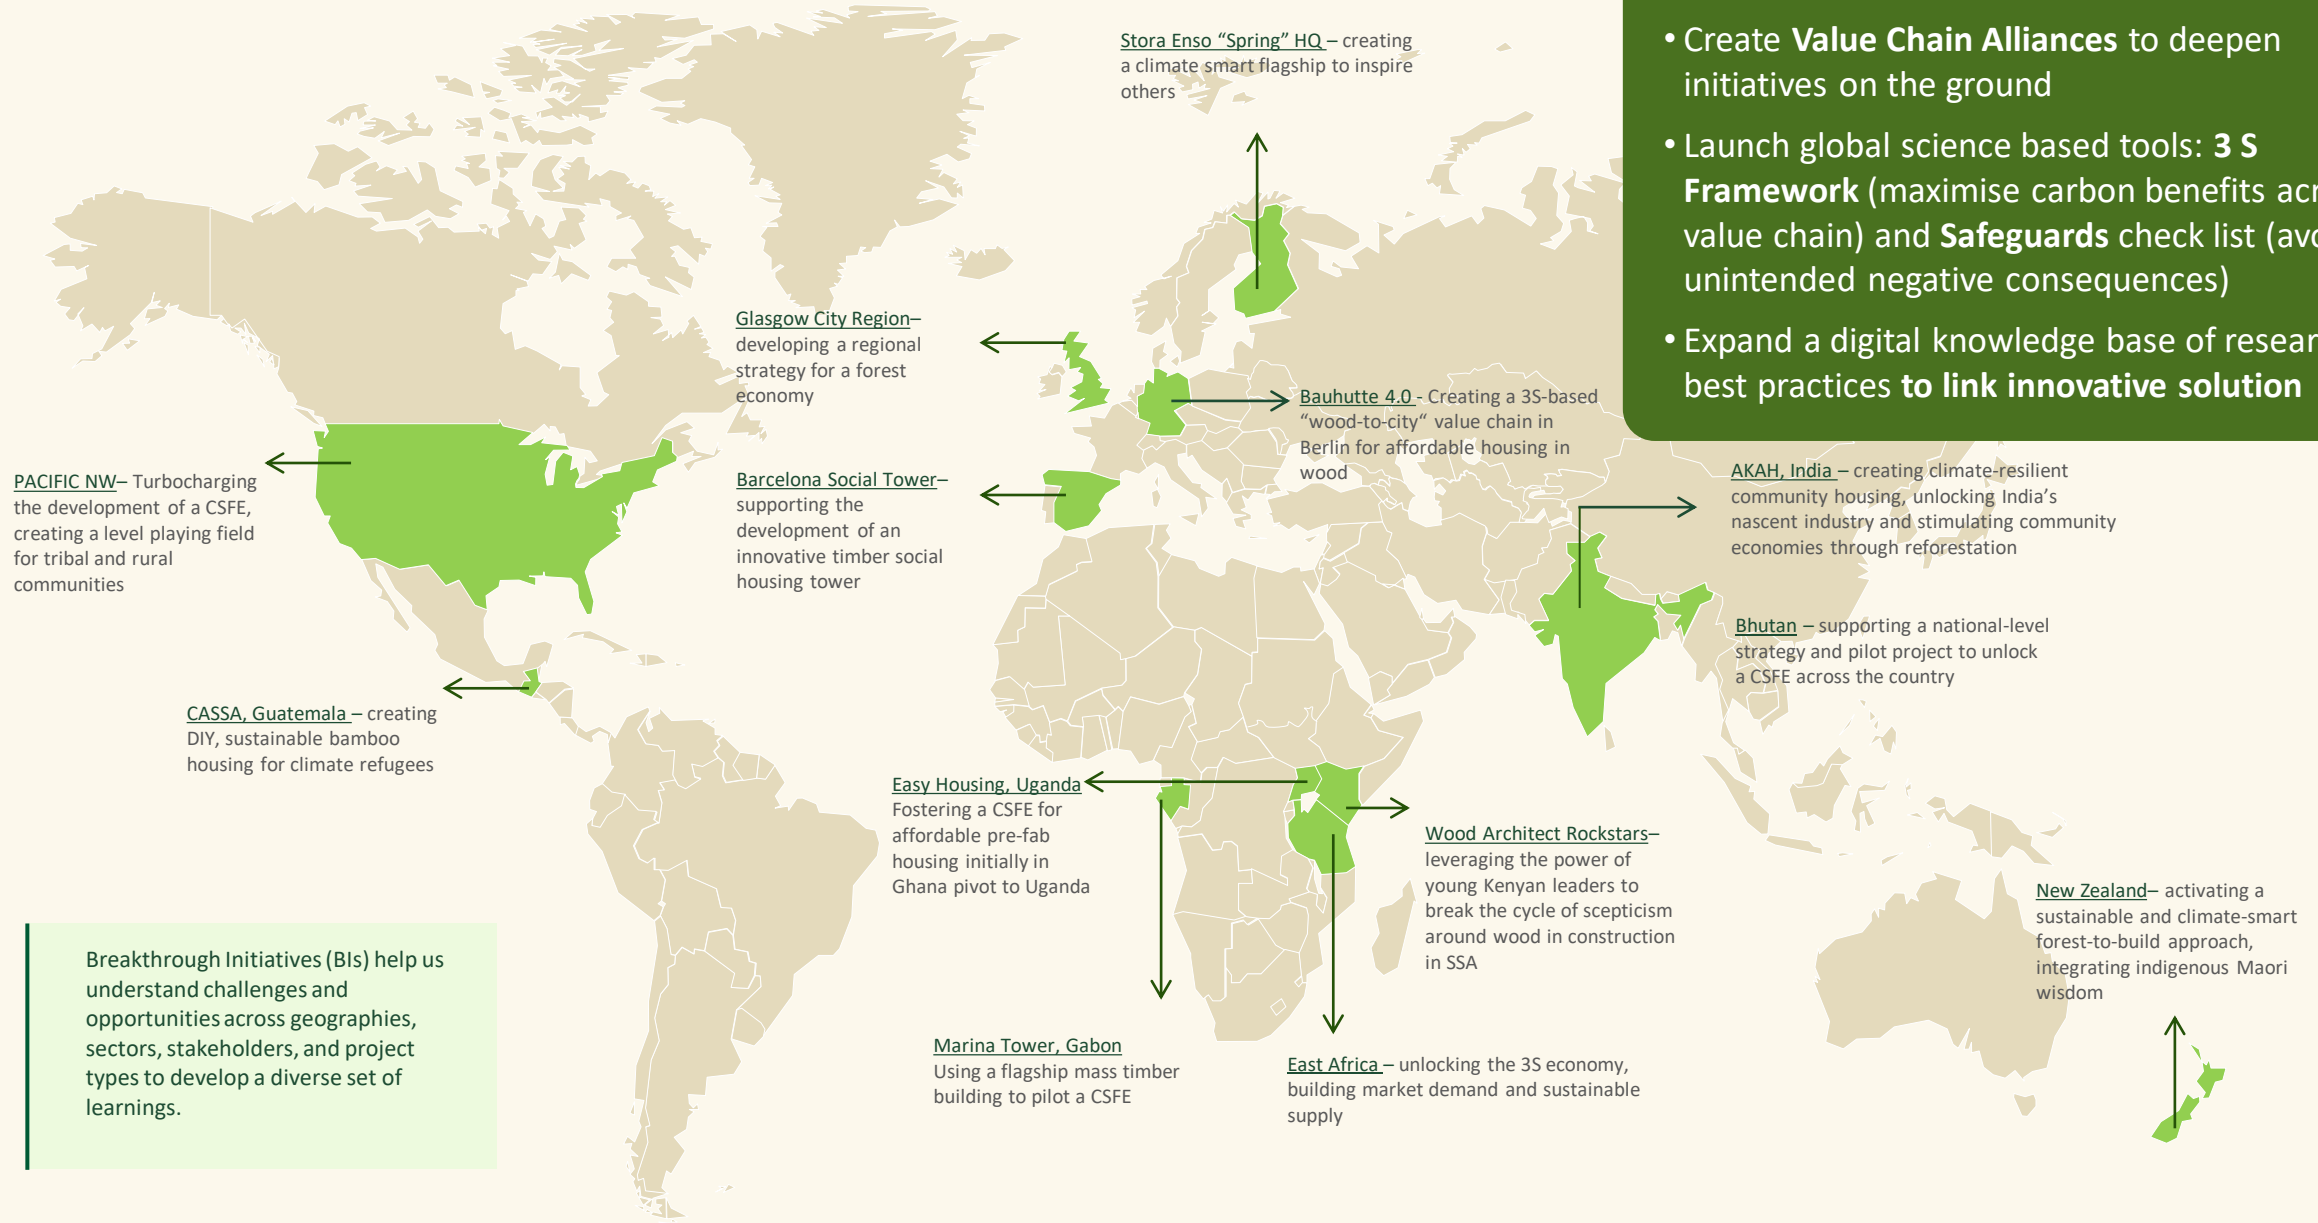 Stora Enso “Spring” HQ – creating
a climate smart flagship to inspire
others
• Create Value Chain Alliances to deepen
initiatives on the ground
• Launch global science based tools: 3 S
Framework (maximise carbon benefits
value chain) and Safeguards check list
unintended negative consequences)
• Expand a digital knowledge base of
best practices to link innovative solution
Glasgow City Region–
developing a regional
strategy for a forest
economy
Bauhutte 4.0 - Creating a 3S-based
“wood-to-city“ value chain in
Berlin for affordable housing in
wood
PACIFIC NW– Turbocharging
the development of a CSFE,
creating a level playing field
for tribal and rural
communities
Barcelona Social Tower–
supporting the
development of an
innovative timber social
housing tower
AKAH, India – creating climate-resilient
community housing, unlocking India’s
nascent industry and stimulating community
economies through reforestation
Bhutan – supporting a national-level
strategy and pilot project to unlock
a CSFE across the country
CASSA, Guatemala – creating
DIY, sustainable bamboo
housing for climate refugees
Easy Housing, Uganda
Fostering a CSFE for
affordable pre-fab
housing initially in
Ghana pivot to Uganda
Wood Architect Rockstars–
leveraging the power of
young Kenyan leaders to
break the cycle of scepticism
around wood in construction
in SSA
New Zealand– activating a
sustainable and climate-smart
forest-to-build approach,
integrating indigenous Maori
wisdom
Breakthrough Initiatives (BIs) help us
understand challenges and
opportunities across geographies,
sectors, stakeholders, and project
types to develop a diverse set of
learnings.
Marina Tower, Gabon
Using a flagship mass timber
building to pilot a CSFE
East Africa – unlocking the 3S economy,
building market demand and sustainable
supply